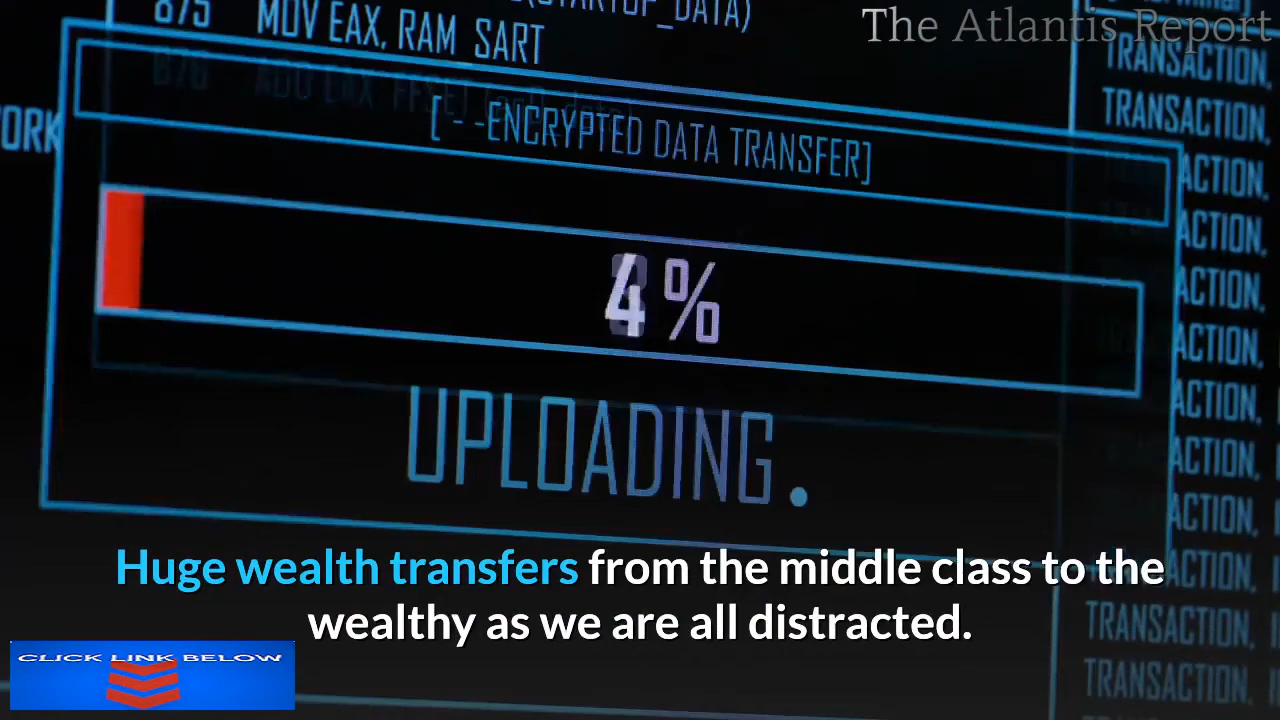 The Atlantis Report
875 MOV EAX, RAM SART
[ - -ENCRYPTED DATA TRANSFER]
4%
UPLOADING.
TRANSACTION,
TRANSACTION,
ACTION,
ACTION,
ACTION,
ACTION,
ACTION,
ACTION,
ACTION,
ACTION,
TRANSACTION,
TRANSACTION,
Huge wealth transfers from the middle class to the
wealthy as we are all distracted.
CLICK LINK BELOW